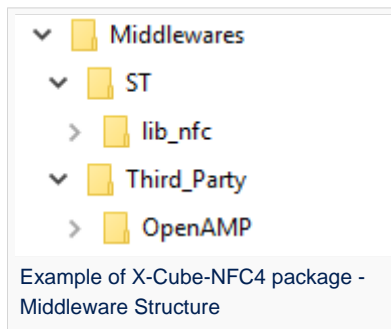 Middlewares
ST
lib_nfc
Third_Party
OpenAMP
Example of X-Cube-NFC4 package -
Middleware Structure